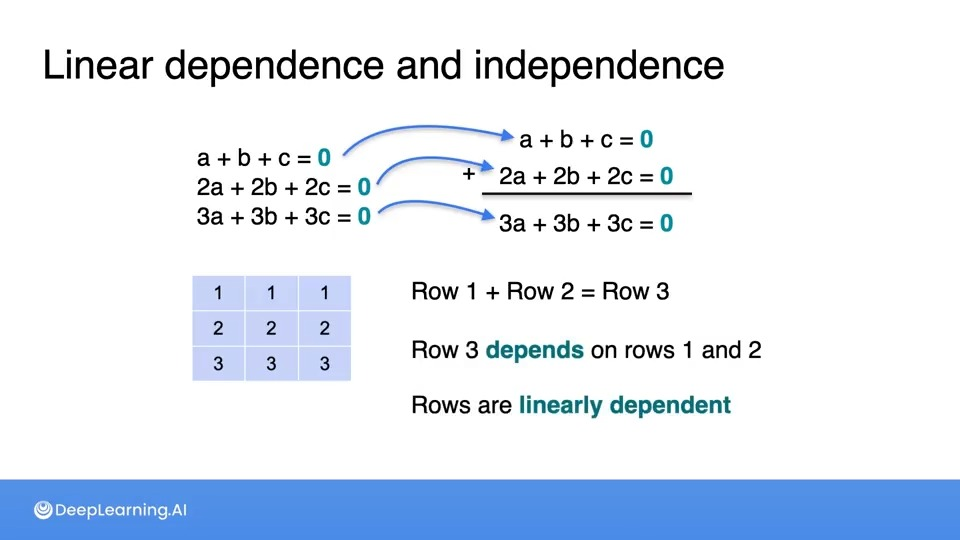 Linear dependence and independence
a + b + c = 0
2a + 2b + 2c = 0
3a + 3b + 3c = 0
a + b + c = 0
+ 2a + 2b + 2c = 0
3a + 3b + 3c = 0
1 1 1
2 2 2
3 3 3
Row 1 + Row 2 = Row 3
Row 3 depends on rows 1 and 2
Rows are linearly dependent
DeepLearning.AI